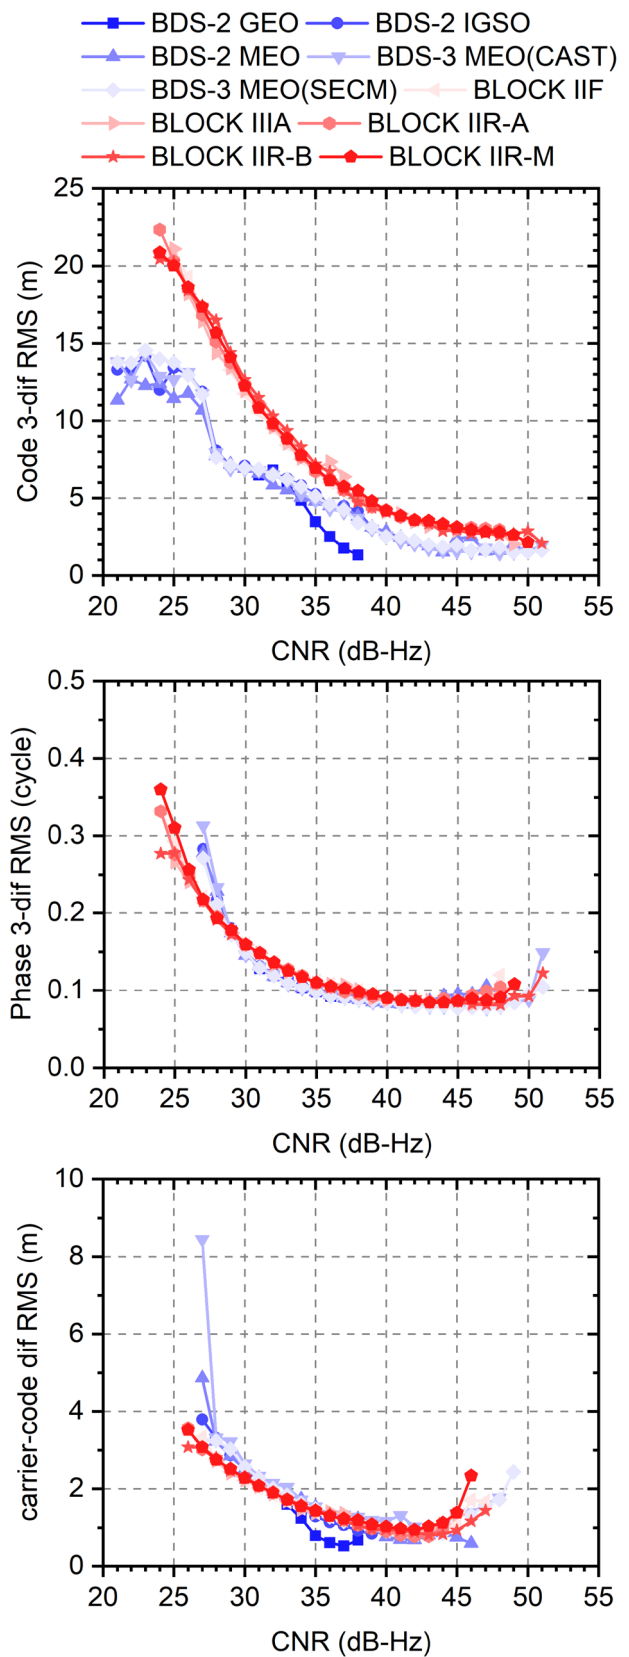 BDS-2 GEO BDS-2 IGSO
BDS-2 MEO BDS-3 MEO(CAST)
BDS-3 MEO(SECM) BLOCK IIF
BLOCK IIIA BLOCK IIR-A
BLOCK IIR-B BLOCK IIR-M
Code 3-dif RMS (m)
25
20
15
10
5
0
20 25 30 35 40 45 50 55
CNR (dB-Hz)
Phase 3-dif RMS (cycle)
0.5
0.4
0.3
0.2
0.1
0.0
20 25 30 35 40 45 50 55
CNR (dB-Hz)
carrier-code dif RMS (m)
10
8
6
4
2
0
20 25 30 35 40 45 50 55
CNR (dB-Hz)